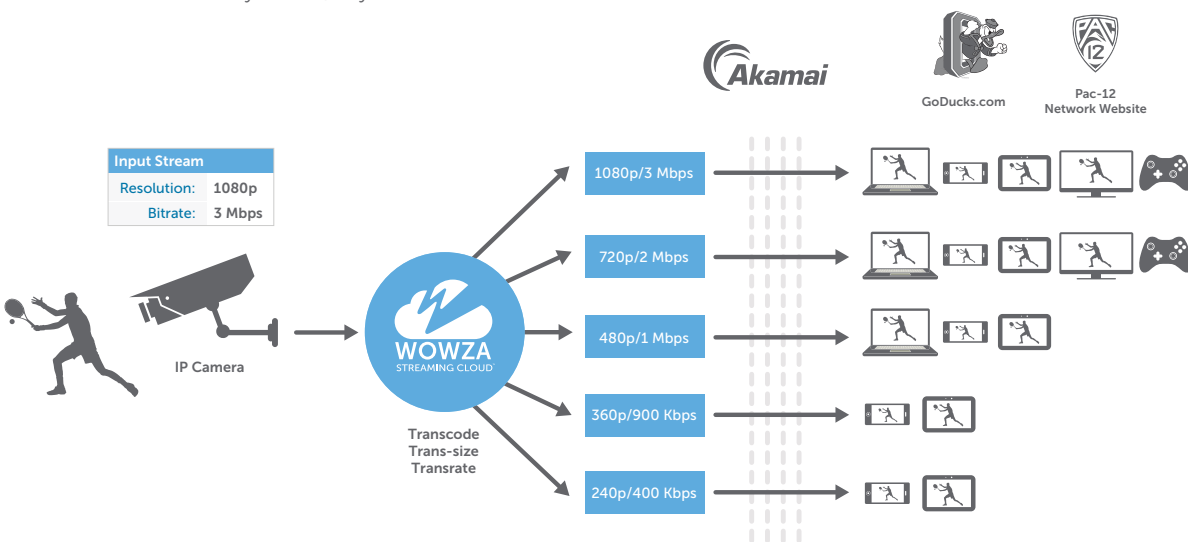 Akamai
GoDucks.com
PAC
12
Pac-12
Network Website
Input Stream
Resolution: 1080p
Bitrate: 3 Mbps
IP Camera
WOWZA
STREAMING CLOUD
Transcode
Trans-size
Transrate
1080p/3 Mbps
720p/2 Mbps
480p/1 Mbps
360p/900 Kbps
240p/400 Kbps